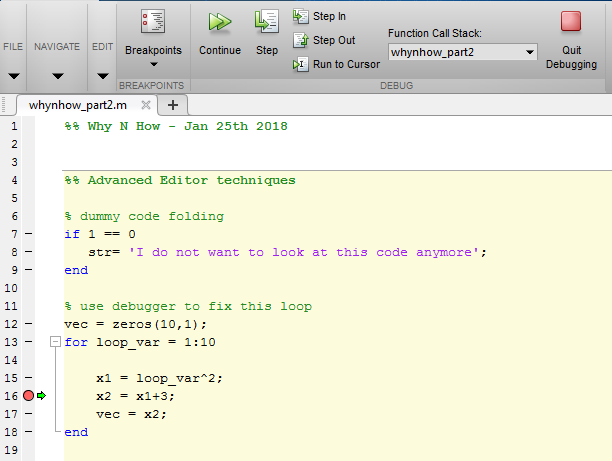 FILE
NAVIGATE
EDIT
Breakpoints
Continue
Step
Step In
Step Out
Run to Cursor
Function Call Stack:
whynhow_part2
Quit
Debugging
BREAKPOINTS
DEBUG
whynhow_part2.m
1 %% Why N How - Jan 25th 2018
2
3
4 %% Advanced Editor techniques
5
6 % dummy code folding
7 if 1 == 0
8 str= 'I do not want to look at this code anymore';
9 end
10
11 % use debugger to fix this loop
12 vec = zeros(10,1);
13 for loop_var = 1:10
14
15 x1 = loop_var^2;
16 x2 = x1+3;
17 vec = x2;
18 end
19